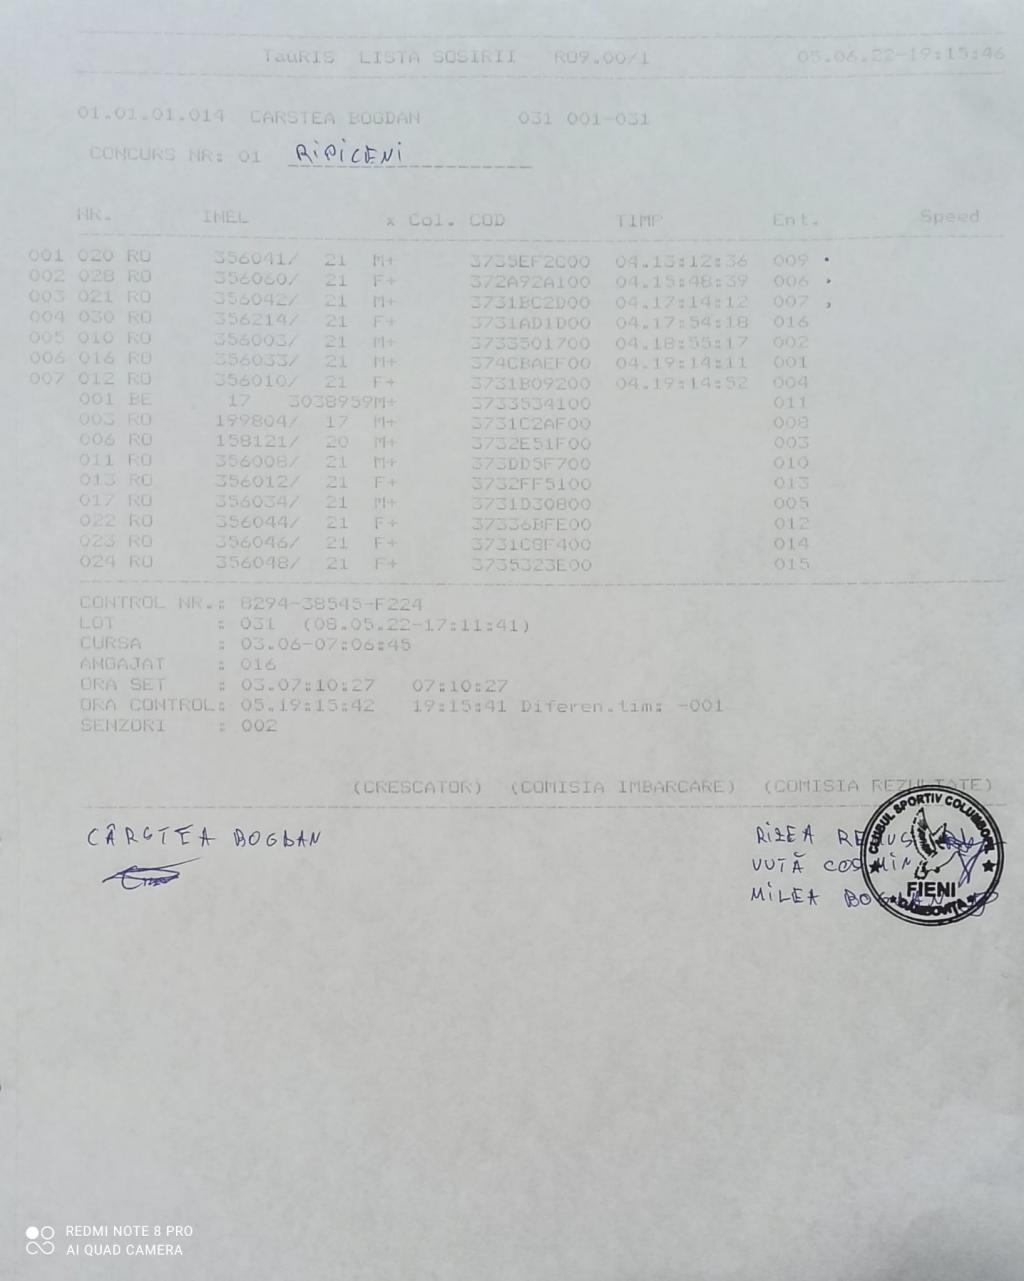 TauRIS LISTA SOSIRII RO9.00/1 05.06.22-19:15:46
01.01.01.014 CARSTEA BOGDAN 031 001-031
CONCURS NR: 01 RIPICENI
NR. INEL x Col. COD TIMP Ent. Speed
001 020 RO 356041/ 21 M+ 3735EF2C00 04.13:12:36 009
002 028 RO 356060/ 21 F+ 372A92A100 04.15:48:39 006
003 021 RO 356042/ 21 M+ 3731BC2D00 04.17:14:12 007
004 030 RO 356214/ 21 F+ 3731AD1D00 04.17:54:18 016
005 010 RO 356003/ 21 M+ 3733501700 04.18:55:17 002
006 016 RO 356033/ 21 M+ 374CBAEF00 04.19:14:11 001
007 012 RO 356010/ 21 F+ 3731B09200 04.19:14:52 004
001 BE 17 3038959M+ 3733534100 011
003 RO 199804/ 17 M+ 3731C2AF00 008
006 RO 158121/ 20 M+ 3732E51F00 003
011 RO 356008/ 21 M+ 373DD5F700 010
013 RO 356012/ 21 F+ 3732FF5100 013
017 RO 356034/ 21 M+ 3731D30800 005
022 RO 356044/ 21 F+ 37336BFE00 012
023 RO 356046/ 21 F+ 3731C8F400 014
024 RO 356048/ 21 F+ 3735323E00 015
CONTROL NR.: 8294-38545-F224
LOT : 031 (08.05.22-17:11:41)
CURSA : 03.06-07:06:45
ANGAJAT : 016
ORA SET : 03.07:10:27 07:10:27
ORA CONTROL: 05.19:15:42 19:15:41 Diferen.tim: -001
SENZORI : 002
(CRESCATOR) (COMISIA IMBARCARE) (COMISIA REZULTATE)
CÂRSTEA BOGDAN
RIZEA REMUS
VUTĂ COSMIN
MILEA BOGDAN
CLUBUL SPORTIV COLUMBOFIL
FIENI
DÂMBOVIȚA
REDMI NOTE 8 PRO
AI QUAD CAMERA